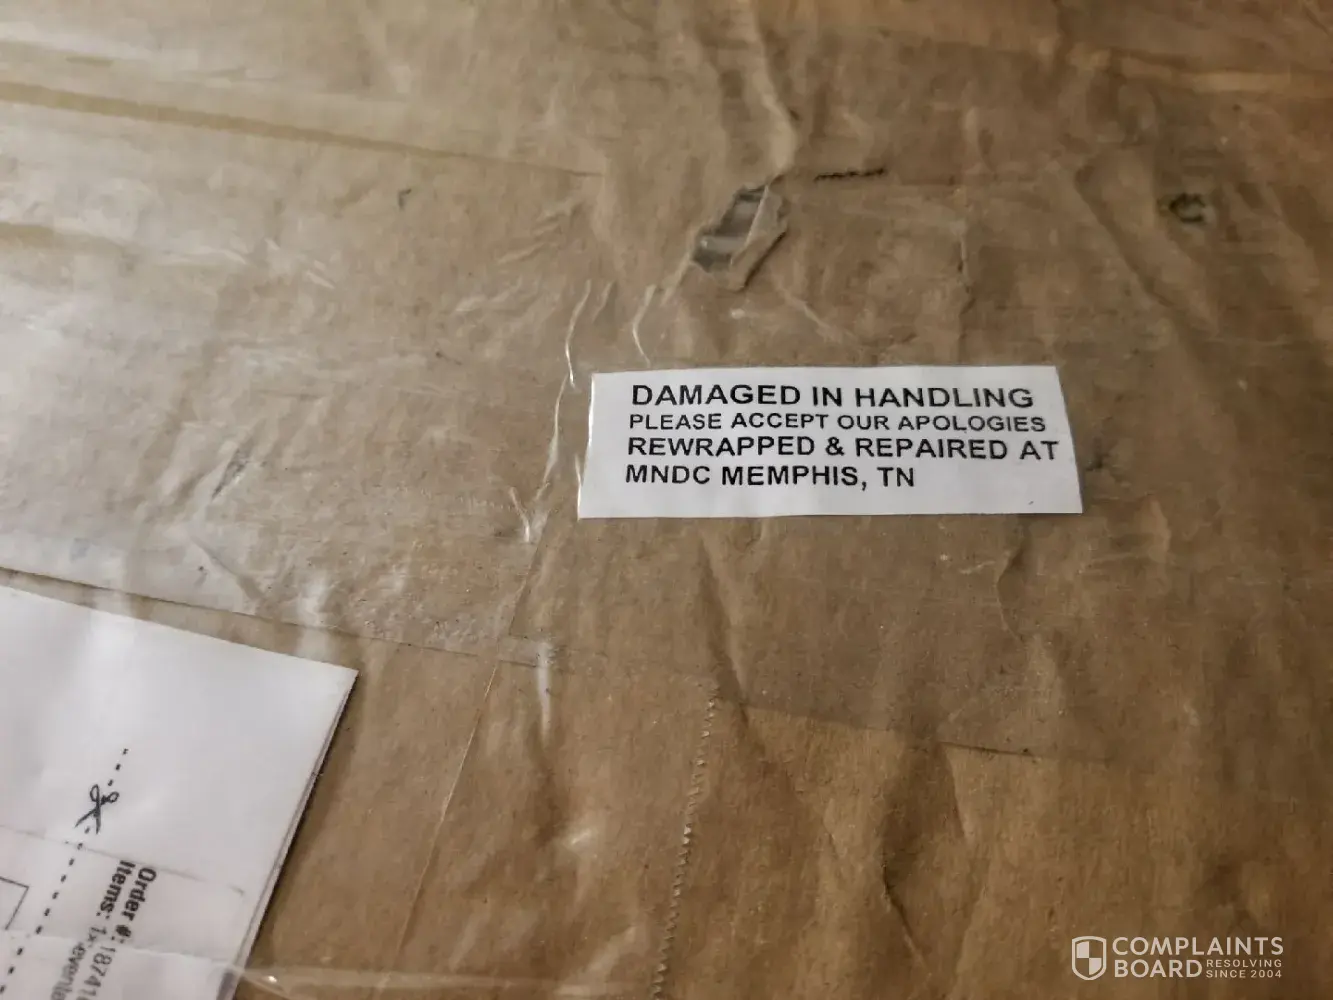 DAMAGED IN HANDLING
PLEASE ACCEPT OUR APOLOGIES
REWRAPPED & REPAIRED AT
MNDC MEMPHIS, TN
Order #:
Items: 1x
COMPLAINTS
BOARD RESOLVING
SINCE 2004